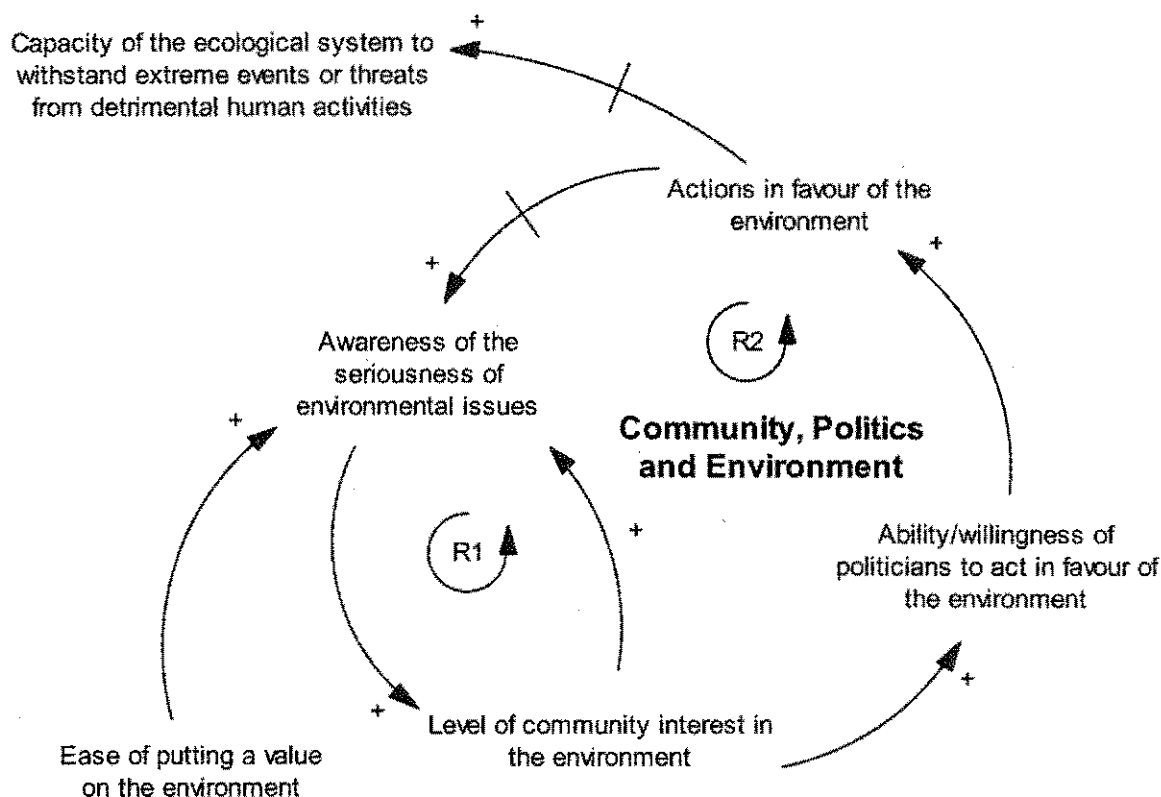 +
Capacity of the ecological system to
withstand extreme events or threats
from detrimental human activities
Actions in favour of the
environment
+
+
Awareness of the
seriousness of
environmental issues
R2
+
Community, Politics
and Environment
R1
+
Ability/willingness of
politicians to act in favour of
the environment
+
+
Level of community interest in
the environment
Ease of putting a value
on the environment